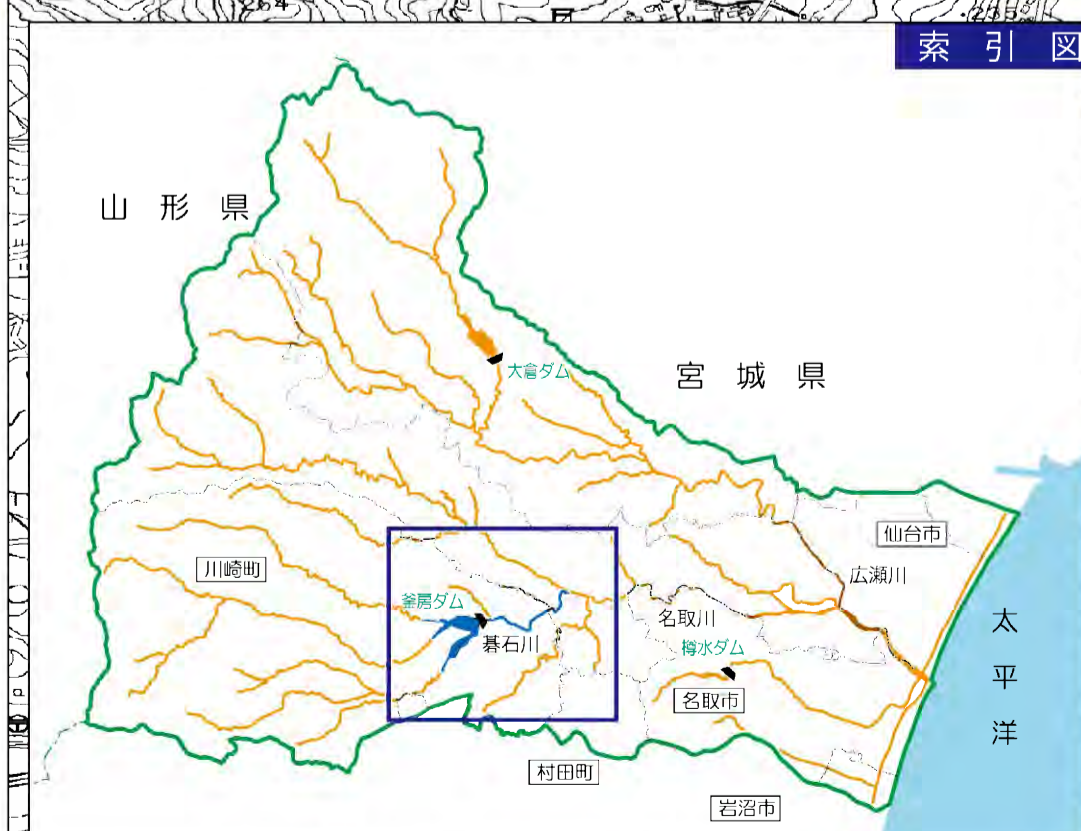 264
235
索引図
山形県
大倉ダム
宮城県
仙台市
川崎町
広瀬川
釜房ダム
名取川
碁石川
樽水ダム
太平洋
名取市
村田町
岩沼市